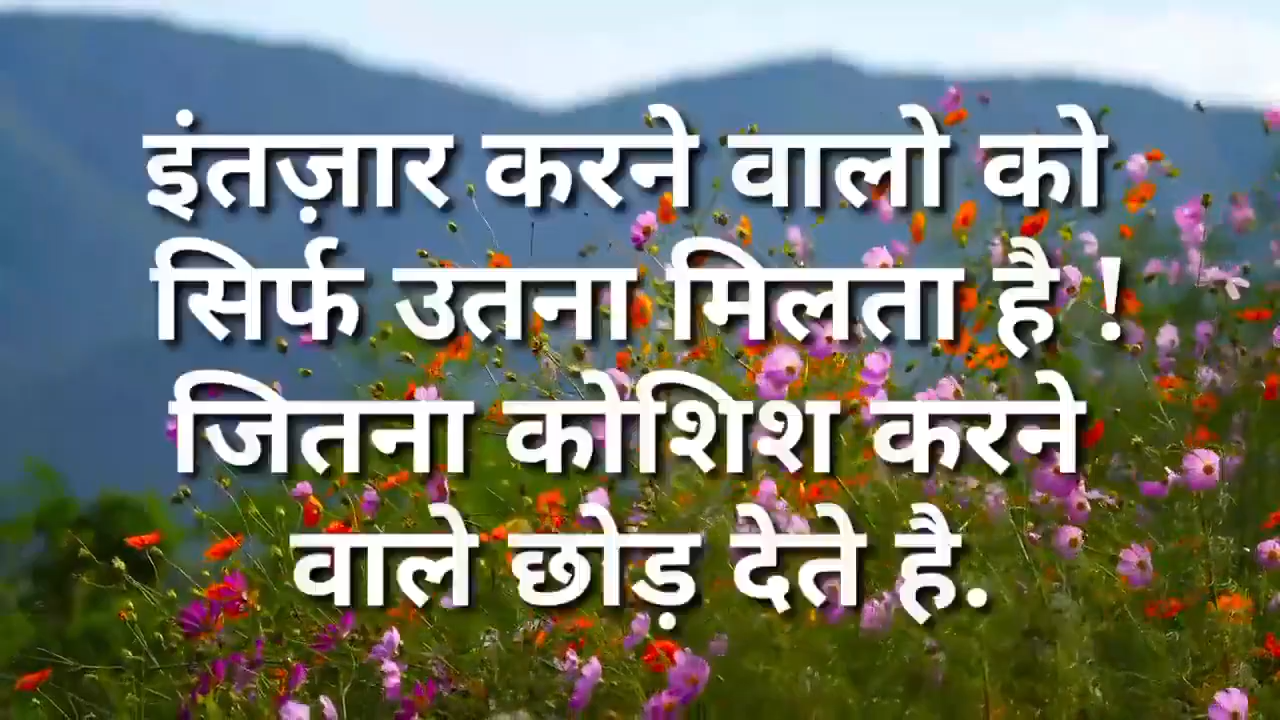 इंतज़ार करने वालो को
सिर्फ उतना मिलता है !
जितना कोशिश करने
वाले छोड़ देते है.